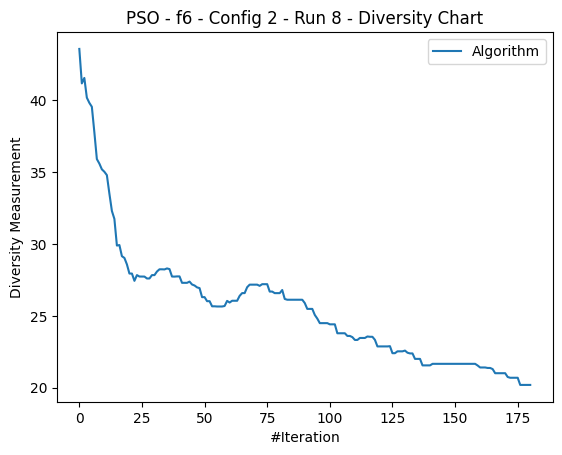 PSO - f6 - Config 2 - Run 8 - Diversity Chart
Algorithm
Diversity Measurement
40
35
30
25
20
0 25 50 75 100 125 150 175
#Iteration